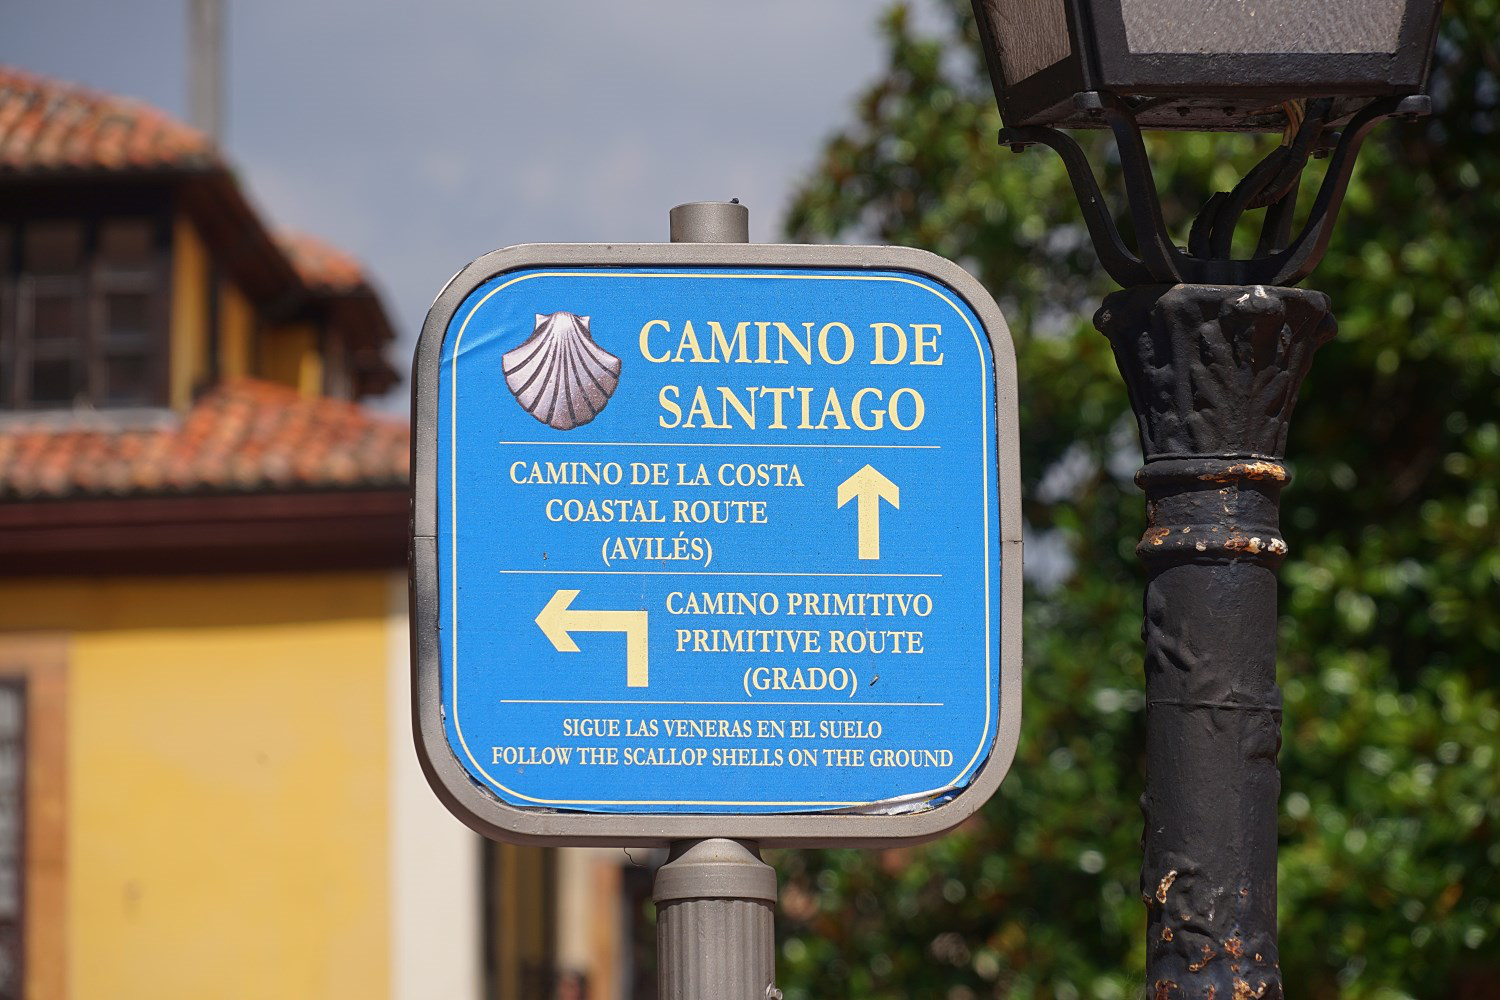 CAMINO DE
SANTIAGO
CAMINO DE LA COSTA
COASTAL ROUTE
(AVILÉS)
CAMINO PRIMITIVO
PRIMITIVE ROUTE
(GRADO)
SIGUE LAS VENERAS EN EL SUELO
FOLLOW THE SCALLOP SHELLS ON THE GROUND